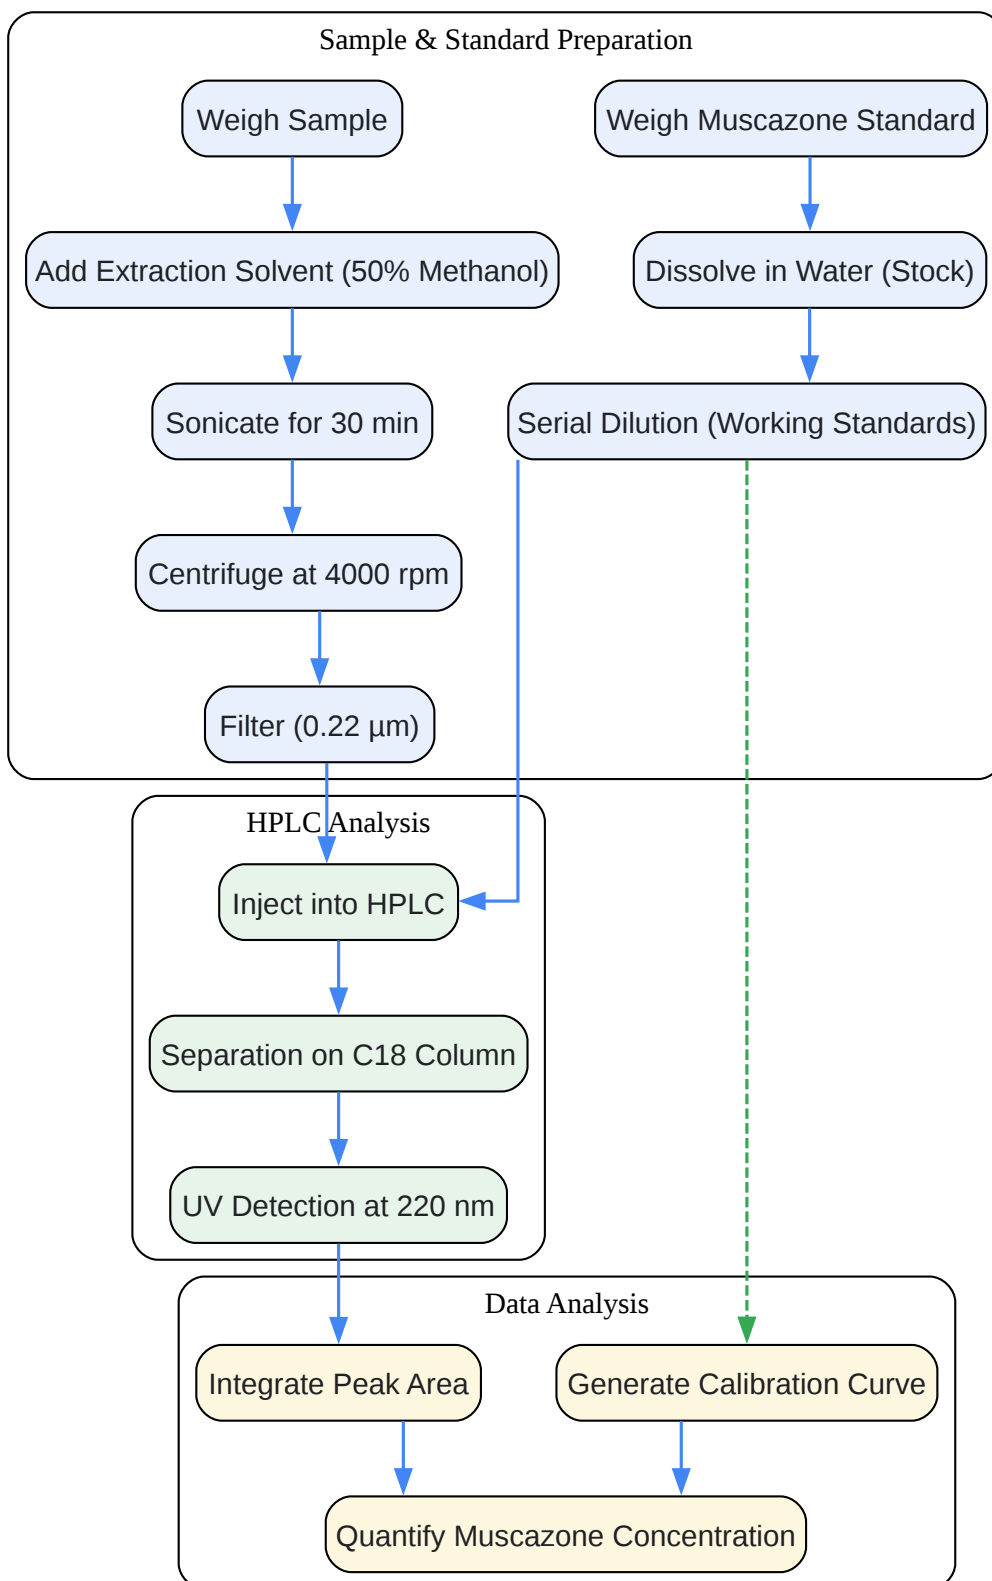 Sample & Standard Preparation
Weigh Sample
Weigh Muscazone Standard
Add Extraction Solvent (50% Methanol)
Dissolve in Water (Stock)
Sonicate for 30 min
Serial Dilution (Working Standards)
Centrifuge at 4000 rpm
Filter (0.22 µm)
HPLC Analysis
Inject into HPLC
Separation on C18 Column
UV Detection at 220 nm
Data Analysis
Integrate Peak Area
Generate Calibration Curve
Quantify Muscazone Concentration